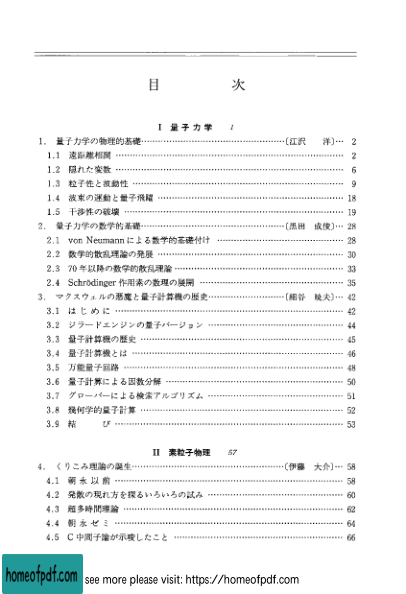 目 次
I 量子力学 1
1. 量子力学の物理的基礎……〔江沢 洋〕… 2
1.1 遠距離相関 …… 2
1.2 隠れた変数 …… 6
1.3 粒子性と波動性 …… 9
1.4 波束の運動と量子飛躍 …… 18
1.5 干渉性の破壊 …… 19
2. 量子力学の数学的基礎……〔黒田 成俊〕… 28
2.1 von Neumann による数学的基礎付け …… 28
2.2 数学的散乱理論の発展 …… 30
2.3 70年以降の数学的散乱理論 …… 33
2.4 Schrödinger 作用素の数理の展開 …… 35
3. マクスウェルの悪魔と量子計算機の歴史……〔細谷 暁夫〕… 42
3.1 はじめに …… 42
3.2 ジラードエンジンの量子バージョン …… 44
3.3 量子計算機の歴史 …… 45
3.4 量子計算機とは …… 46
3.5 万能量子回路 …… 48
3.6 量子計算による因数分解 …… 50
3.7 グローバーによる検索アルゴリズム …… 51
3.8 幾何学的量子計算 …… 52
3.9 結 び …… 53
II 素粒子物理 57
4. くりこみ理論の誕生……〔伊藤 大介〕… 58
4.1 朝永以前 …… 58
4.2 発散の現れ方を探るいろいろの試み …… 60
4.3 超多時間理論 …… 62
4.4 朝永ゼミ …… 64
4.5 C中間子論が示唆したこと …… 66
homeofpdf.com see more please visit: https://homeofpdf.com